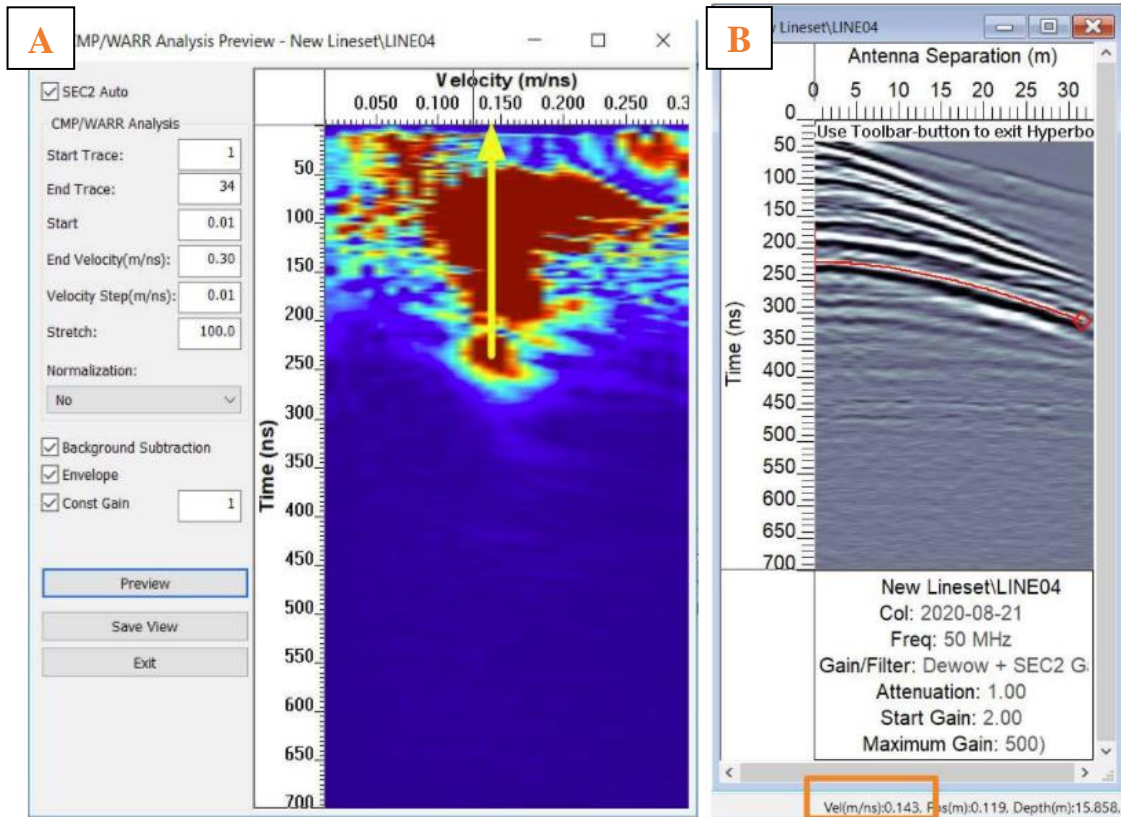 A
CMP/WARR Analysis Preview - New Lineset\LINE04
SEC2 Auto
CMP/WARR Analysis
Start Trace: 1
End Trace: 34
Start 0.01
End Velocity(m/ns): 0.30
Velocity Step(m/ns): 0.01
Stretch: 100.0
Normalization:
No
Background Subtraction
Envelope
Const Gain 1
Preview
Save View
Exit
Velocity (m/ns)
0.050 0.100 0.150 0.200 0.250 0.3
Time (ns)
50
100
150
200
250
300
350
400
450
500
550
600
650
700
B
Lineset\LINE04
Antenna Separation (m)
0 5 10 15 20 25 30
Use Toolbar-button to exit Hyperbo
Time (ns)
0
50
100
150
200
250
300
350
400
450
500
550
600
650
700
New Lineset\LINE04
Col: 2020-08-21
Freq: 50 MHz
Gain/Filter: Dewow + SEC2 G
Attenuation: 1.00
Start Gain: 2.00
Maximum Gain: 500)
Vel(m/ns):0.143, Pos(m):0.119, Depth(m):15.858,